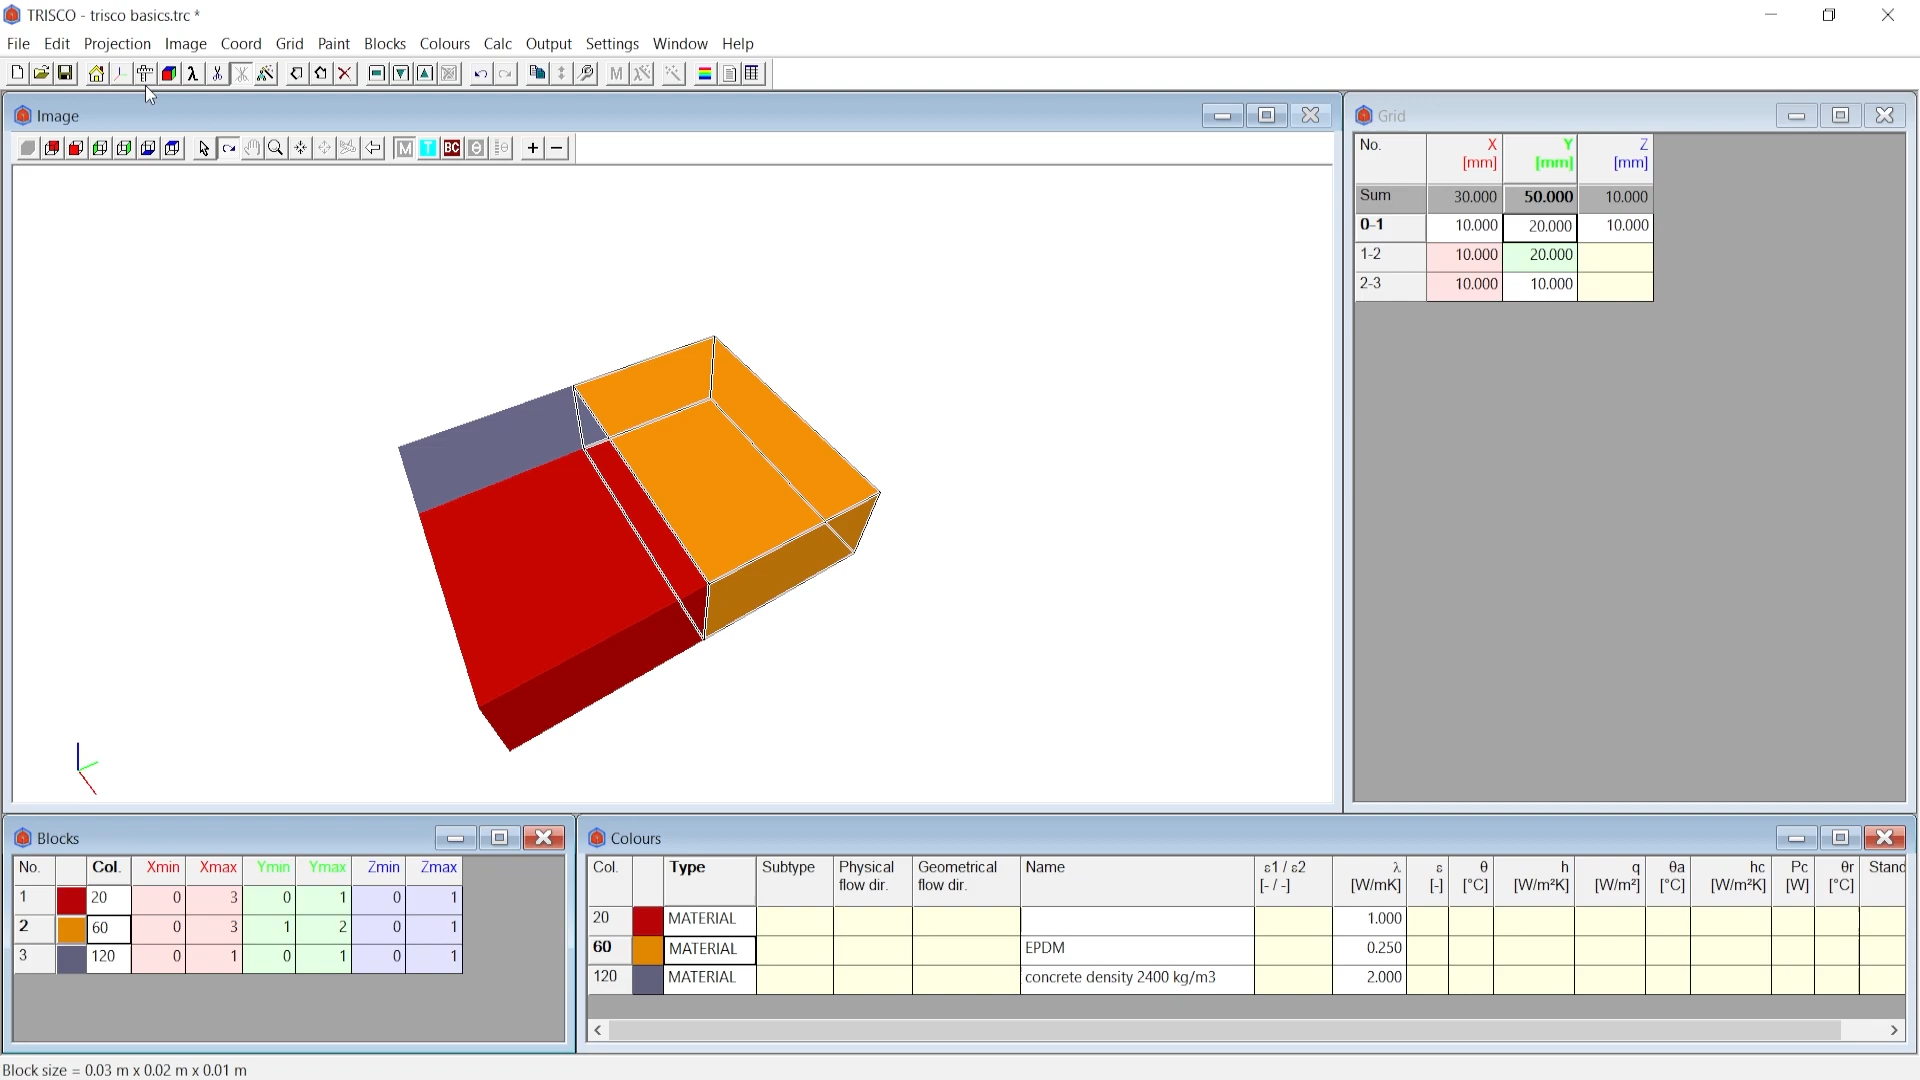 TRISCO - trisco basics.trc *
File Edit Projection Image Coord Grid Paint Blocks Colours Calc Output Settings Window Help
Image
M T BC
Grid
No. X [mm] Y [mm] Z [mm]
Sum 30.000 50.000 10.000
0-1 10.000 20.000 10.000
1-2 10.000 20.000
2-3 10.000 10.000
Blocks
No. Col. Xmin Xmax Ymin Ymax Zmin Zmax
1 20 0 3 0 1 0 1
2 60 0 3 1 2 0 1
3 120 0 1 0 1 0 1
Colours
Col. Type Subtype Physical flow dir. Geometrical flow dir. Name ε1 / ε2 [- / -] λ [W/mK] ε [-] θ [°C] h [W/m²K] q [W/m²] θa [°C] hc [W/m²K] Pc [W] θr [°C] Stand
20 MATERIAL 1.000
60 MATERIAL EPDM 0.250
120 MATERIAL concrete density 2400 kg/m3 2.000
Block size = 0.03 m x 0.02 m x 0.01 m